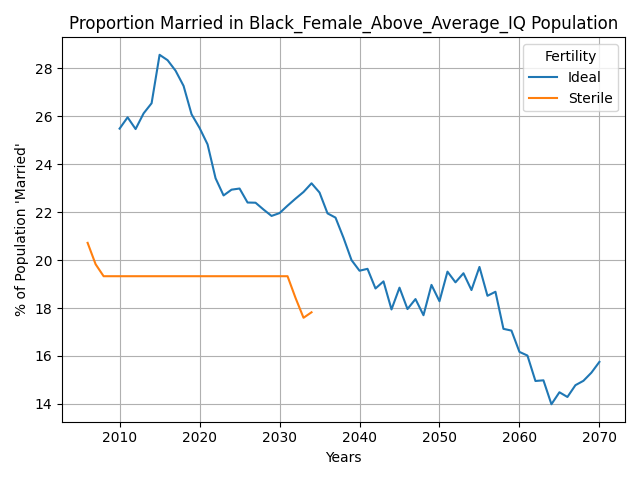 Proportion Married in Black_Female_Above_Average_IQ Population
Fertility
Ideal
Sterile
% of Population 'Married'
28
26
24
22
20
18
16
14
2010 2020 2030 2040 2050 2060 2070
Years